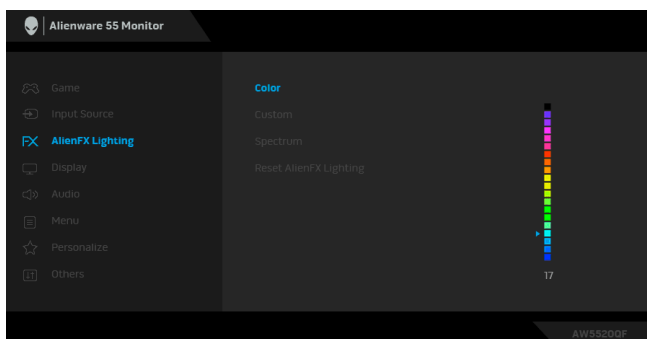 Alienware 55 Monitor
Game
Input Source
FX AlienFX Lighting
Display
Audio
Menu
Personalize
Others
Color
Custom
Spectrum
Reset AlienFX Lighting
17
AW5520QF